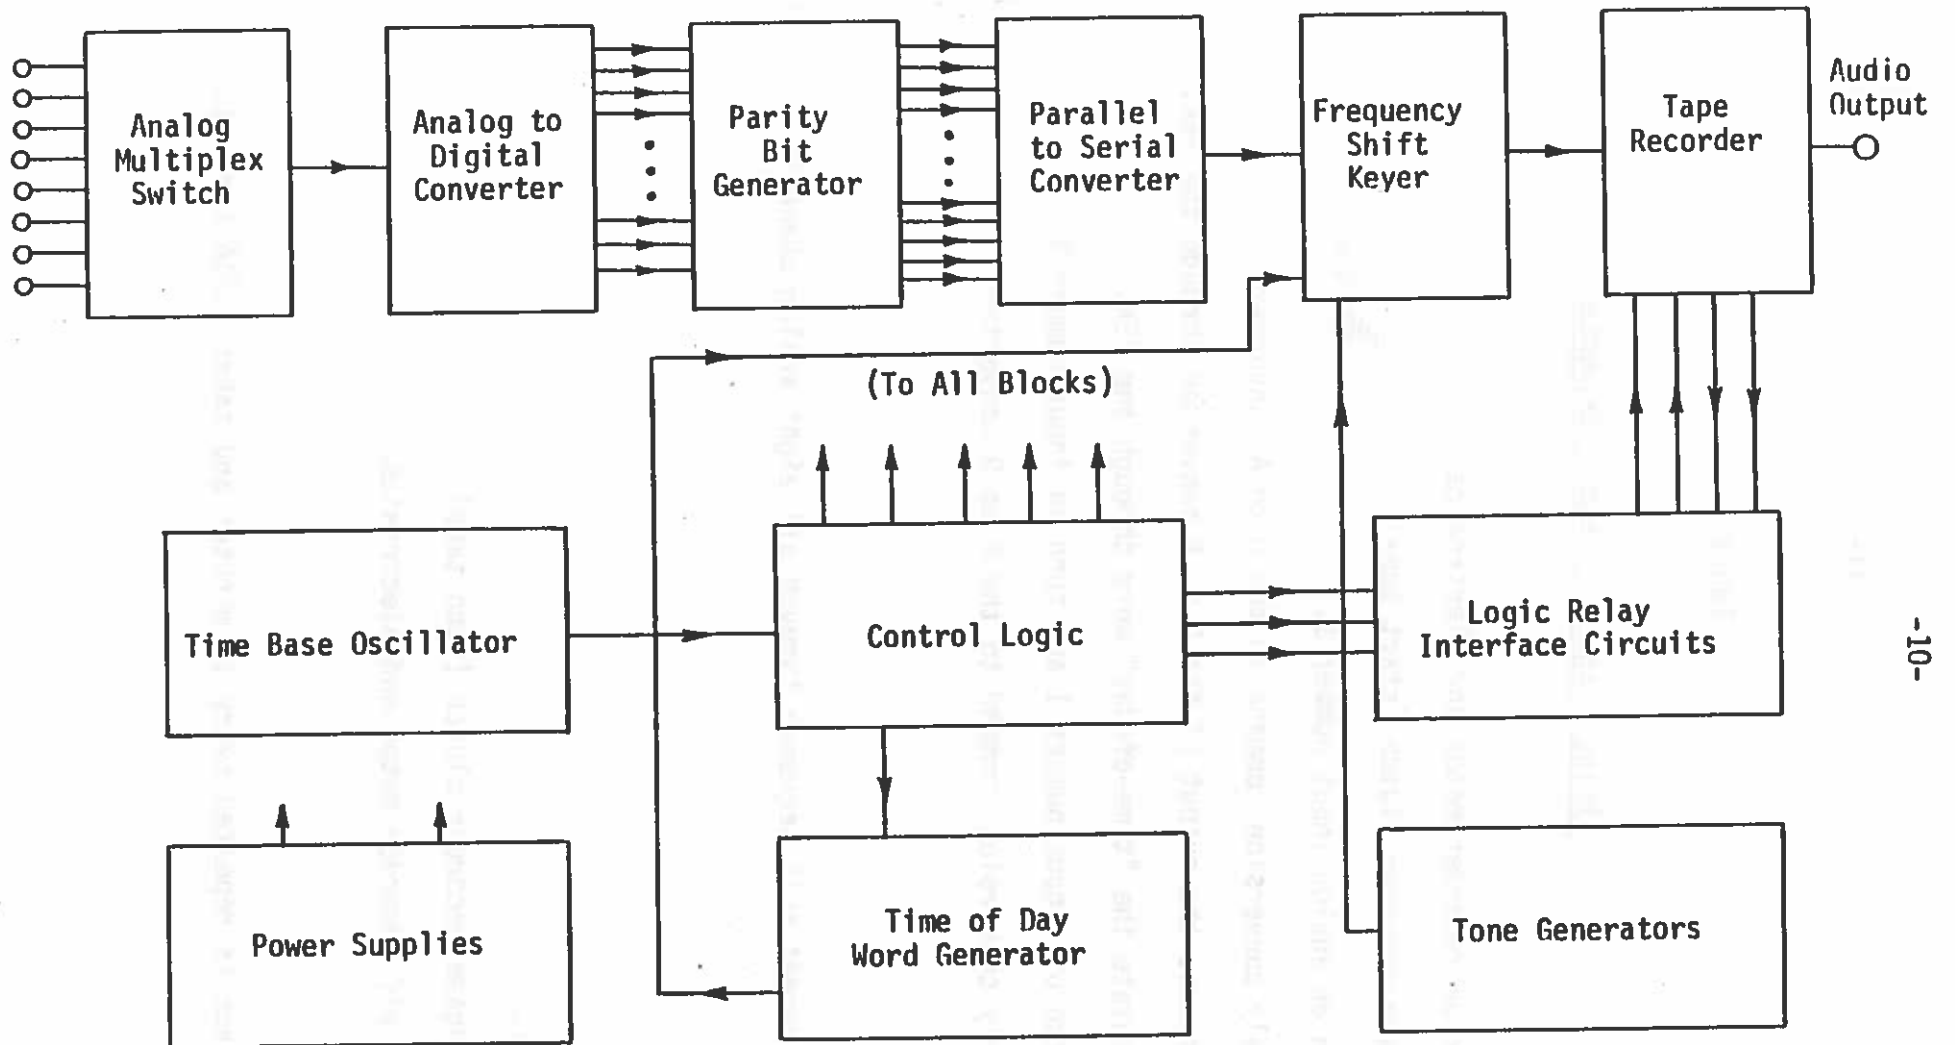 Analog
Multiplex
Switch
Analog to
Digital
Converter
Parity
Bit
Generator
Parallel
to Serial
Converter
Frequency
Shift
Keyer
Tape
Recorder
Audio
Output
(To All Blocks)
Time Base Oscillator
Control Logic
Logic Relay
Interface Circuits
Power Supplies
Time of Day
Word Generator
Tone Generators
-10-